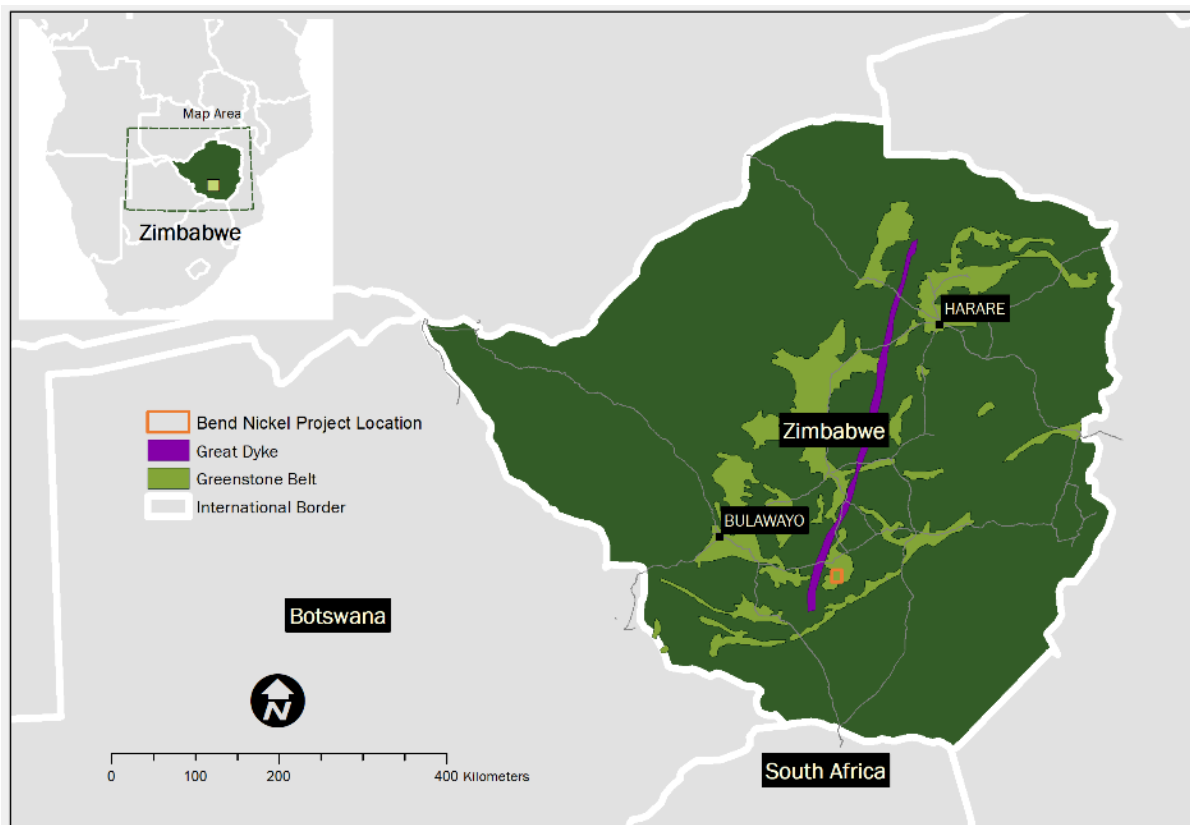 Map Area
Zimbabwe
HARARE
Zimbabwe
Bend Nickel Project Location
Great Dyke
Greenstone Belt
International Border
BULAWAYO
Botswana
N
0 100 200 400 Kilometers
South Africa